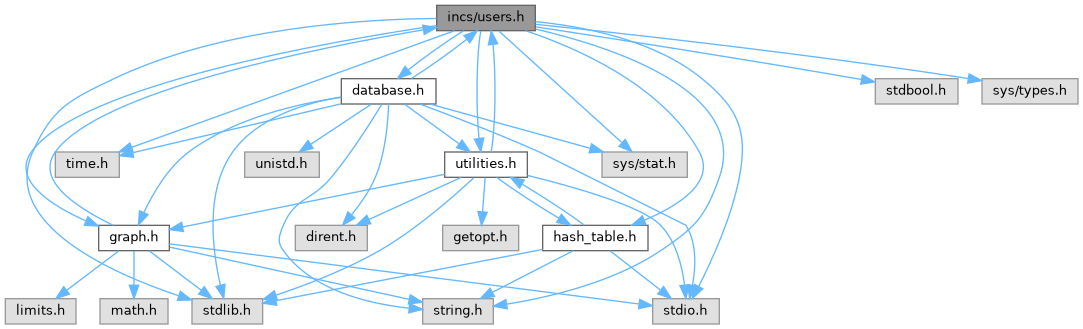 incs/users.h
database.h
stdbool.h
sys/types.h
time.h
unistd.h
utilities.h
sys/stat.h
graph.h
dirent.h
getopt.h
hash_table.h
limits.h
math.h
stdlib.h
string.h
stdio.h